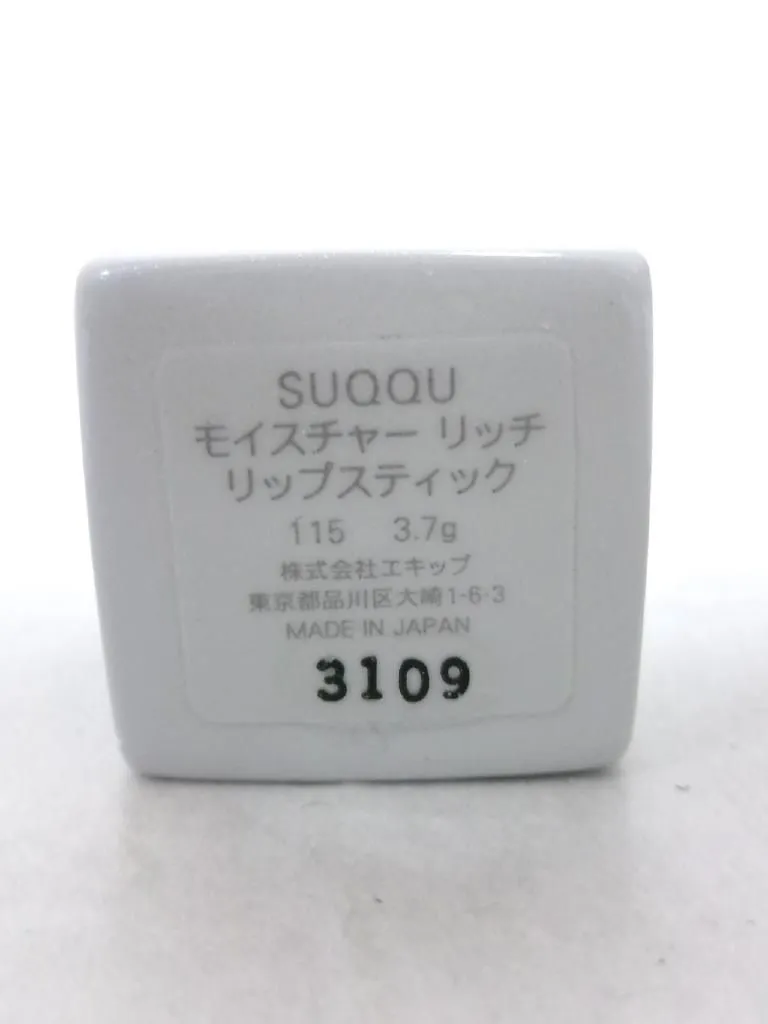 SUQQU
モイスチャー リッチ
リップスティック
115 3.7g
株式会社エキップ
東京都品川区大崎1-6-3
MADE IN JAPAN
3109